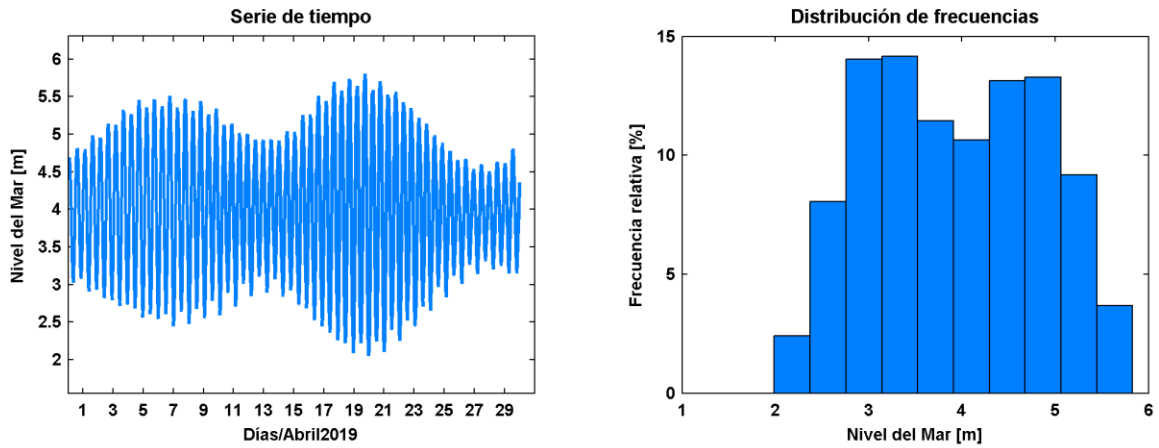 Serie de tiempo
6
5.5
5
4.5
4
3.5
3
2.5
2
Nivel del Mar [m]
1 3 5 7 9 11 13 15 17 19 21 23 25 27 29
Días/Abril2019
Distribución de frecuencias
15
10
5
0
Frecuencia relativa [%]
1 2 3 4 5 6
Nivel del Mar [m]